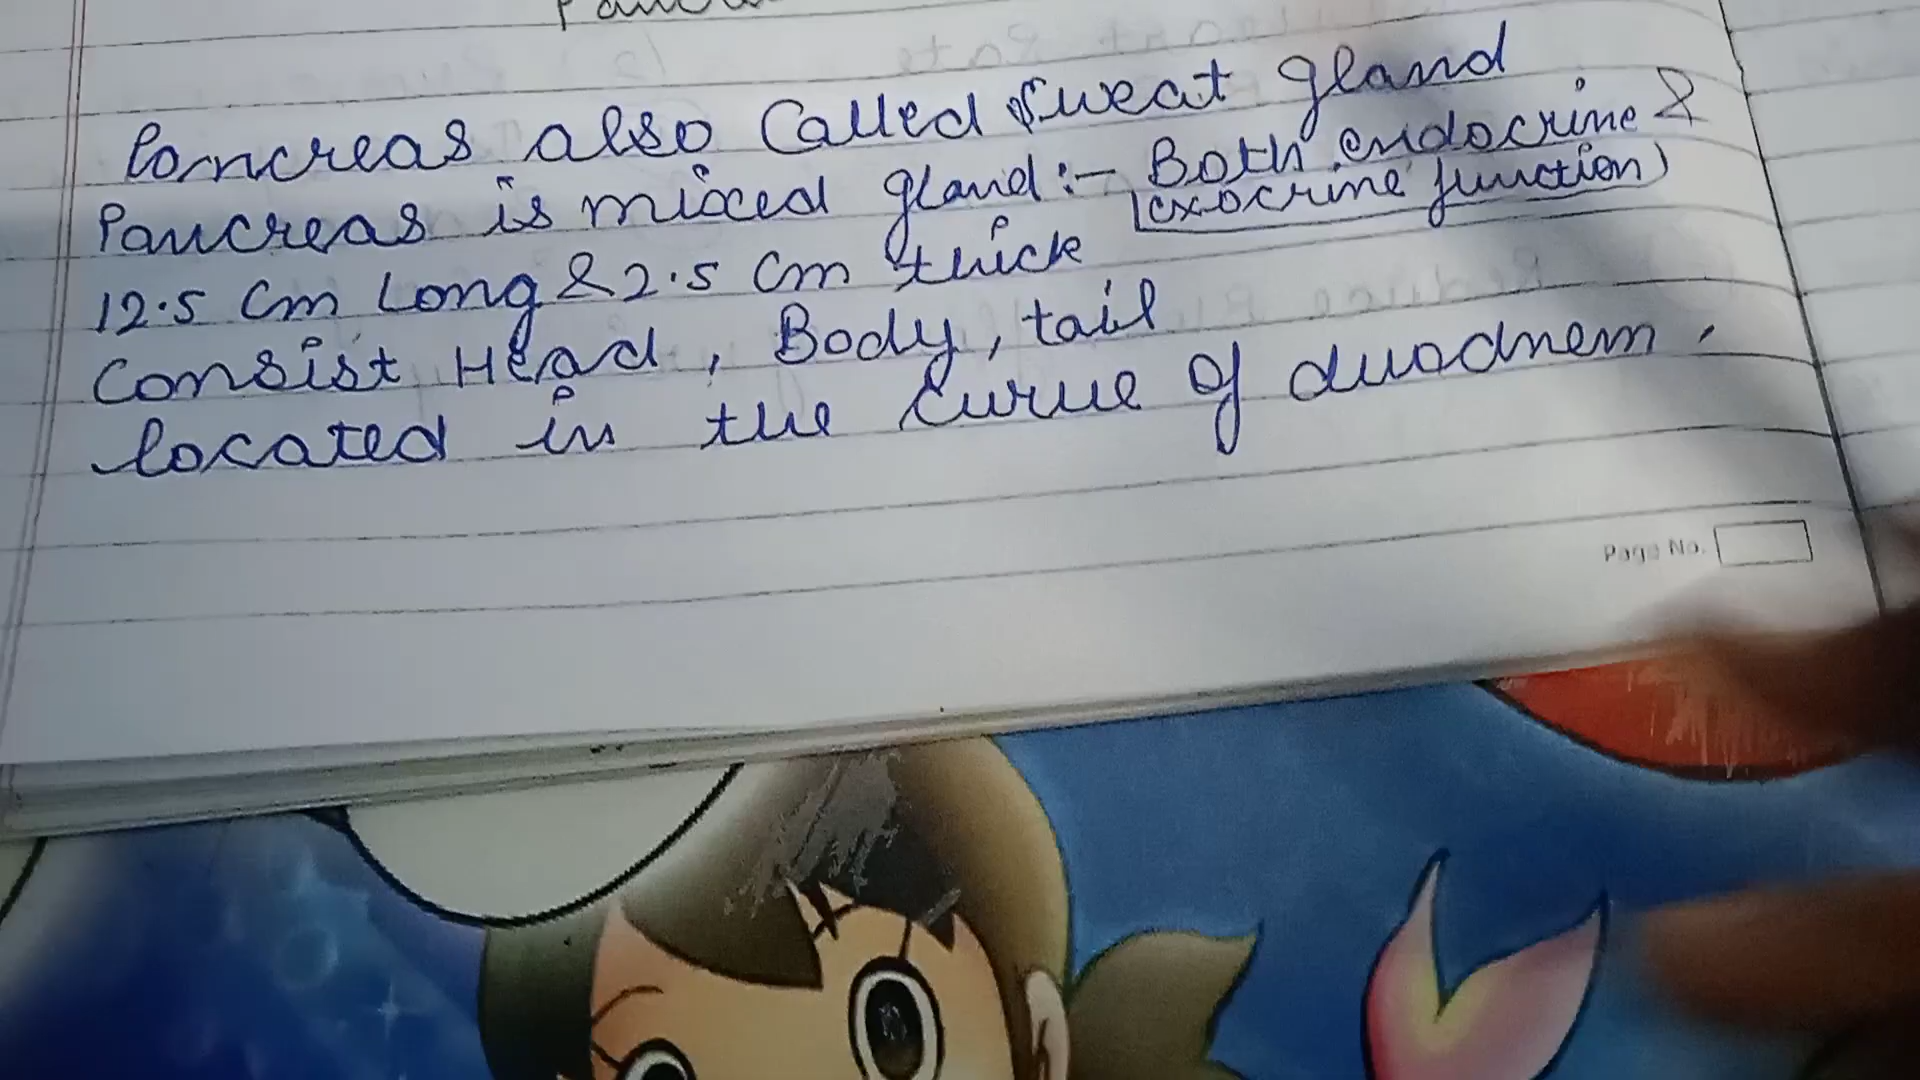 Pancreas also Called Sweat gland
Pancreas is mixed gland :- Both endocrine &
exocrine function)
12.5 Cm Long & 2.5 Cm thick
Consist Head, Body, tail
located in the Curve of duodnem.
Page No.